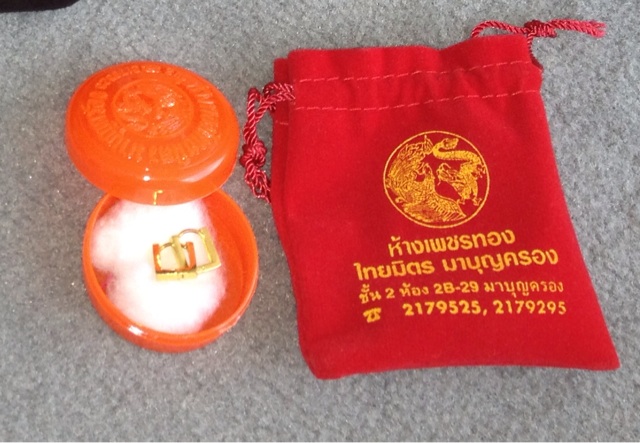 ห้างเพชรทอง
ไทยมิตร มาบุญครอง
ชั้น 2 ห้อง 28-29 มาบุญครอง
☎ 2179525, 2179295